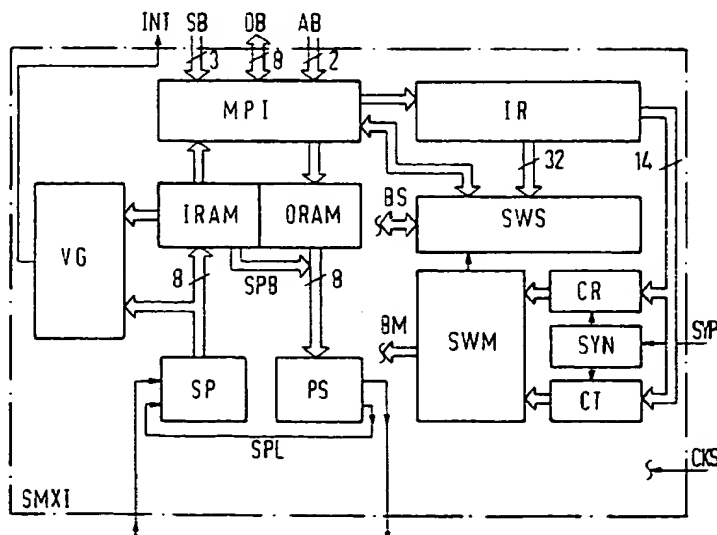 INT SB DB AB
3 8 2
MPI IR
32 14
IRAM ORAM BS SWS
VG
8 SPB 8 CR
BM SWM SYN SYP
SP PS CT
SPL
CKS
SMXI